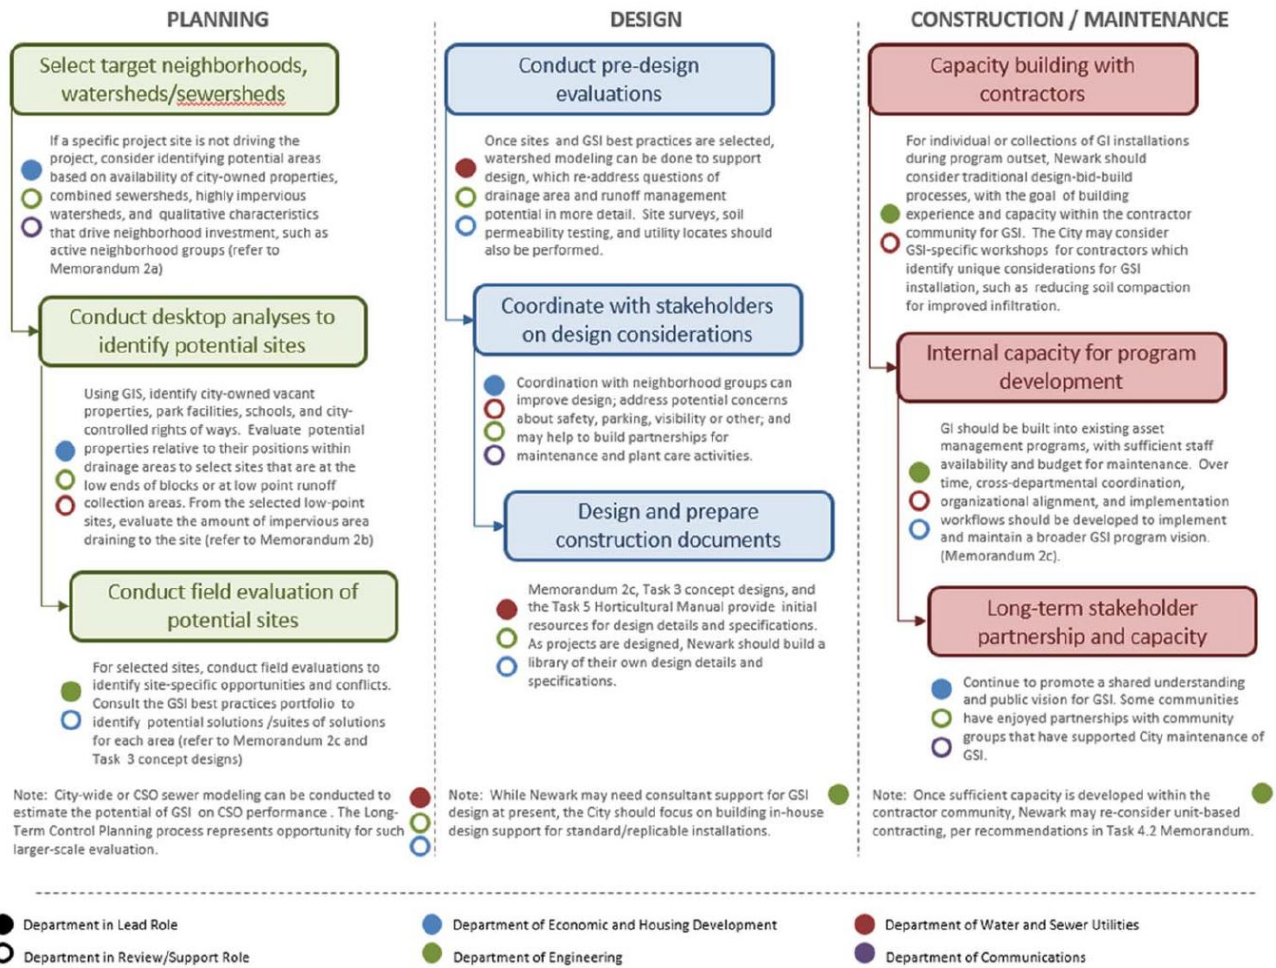 PLANNING
Select target neighborhoods,
watersheds/sewersheds
If a specific project site is not driving the
project, consider identifying potential areas
based on availability of city-owned properties,
combined sewersheds, highly impervious
watersheds, and qualitative characteristics
that drive neighborhood investment, such as
active neighborhood groups (refer to
Memorandum 2a)
Conduct desktop analyses to
identify potential sites
Using GIS, identify city-owned vacant
properties, park facilities, schools, and city-
controlled rights of ways. Evaluate potential
properties relative to their positions within
drainage areas to select sites that are at the
low ends of blocks or at low point runoff
collection areas. From the selected low-point
sites, evaluate the amount of impervious area
draining to the site (refer to Memorandum 2b)
Conduct field evaluation of
potential sites
For selected sites, conduct field evaluations to
identify site-specific opportunities and conflicts.
Consult the GSI best practices portfolio to
identify potential solutions /suites of solutions
for each area (refer to Memorandum 2c and
Task 3 concept designs)
Note: City-wide or CSO sewer modeling can be conducted to
estimate the potential of GSI on CSO performance . The Long-
Term Control Planning process represents opportunity for such
larger-scale evaluation.
DESIGN
Conduct pre-design
evaluations
Once sites and GSI best practices are selected,
watershed modeling can be done to support
design, which re-address questions of
drainage area and runoff management
potential in more detail. Site surveys, soil
permeability testing, and utility locates should
also be performed.
Coordinate with stakeholders
on design considerations
Coordination with neighborhood groups can
improve design; address potential concerns
about safety, parking, visibility or other; and
may help to build partnerships for
maintenance and plant care activities.
Design and prepare
construction documents
Memorandum 2c, Task 3 concept designs, and
the Task 5 Horticultural Manual provide initial
resources for design details and specifications.
As projects are designed, Newark should build a
library of their own design details and
specifications.
Note: While Newark may need consultant support for GSI
design at present, the City should focus on building in-house
design support for standard/replicable installations.
CONSTRUCTION / MAINTENANCE
Capacity building with
contractors
For individual or collections of GI installations
during program outset, Newark should
consider traditional design-bid-build
processes, with the goal of building
experience and capacity within the contractor
community for GSI. The City may consider
GSI-specific workshops for contractors which
identify unique considerations for GSI
installation, such as reducing soil compaction
for improved infiltration.
Internal capacity for program
development
GI should be built into existing asset
management programs, with sufficient staff
availability and budget for maintenance. Over
time, cross-departmental coordination,
organizational alignment, and implementation
workflows should be developed to implement
and maintain a broader GSI program vision.
(Memorandum 2c).
Long-term stakeholder
partnership and capacity
Continue to promote a shared understanding
and public vision for GSI. Some communities
have enjoyed partnerships with community
groups that have supported City maintenance of
GSI.
Note: Once sufficient capacity is developed within the
contractor community, Newark may re-consider unit-based
contracting, per recommendations in Task 4.2 Memorandum.
Department in Lead Role
Department in Review/Support Role
Department of Economic and Housing Development
Department of Engineering
Department of Water and Sewer Utilities
Department of Communications